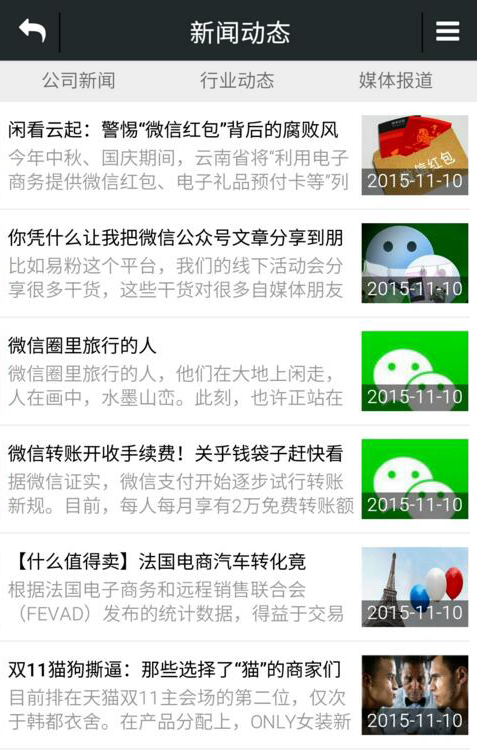 新闻动态
公司新闻 行业动态 媒体报道
闲看云起：警惕“微信红包”背后的腐败风
今年中秋、国庆期间，云南省将“利用电子
商务提供微信红包、电子礼品预付卡等”列
信红包
2015-11-10
你凭什么让我把微信公众号文章分享到朋
比如易粉这个平台，我们的线下活动会分
享很多干货，这些干货对很多自媒体朋友
2015-11-10
微信圈里旅行的人
微信圈里旅行的人，他们在大地上闲走，
人在画中，水墨山峦。此刻，也许正站在
2015-11-10
微信转账开收手续费！关乎钱袋子赶快看
据微信证实，微信支付开始逐步试行转账
新规。目前，每人每月享有2万免费转账额
2015-11-10
【什么值得卖】法国电商汽车转化竟
根据法国电子商务和远程销售联合会
（FEVAD）发布的统计数据，得益于交易
2015-11-10
双11猫狗撕逼：那些选择了“猫”的商家们
目前排在天猫双11主会场的第二位，仅次
于韩都衣舍。在产品分配上，ONLY女装新
2015-11-10